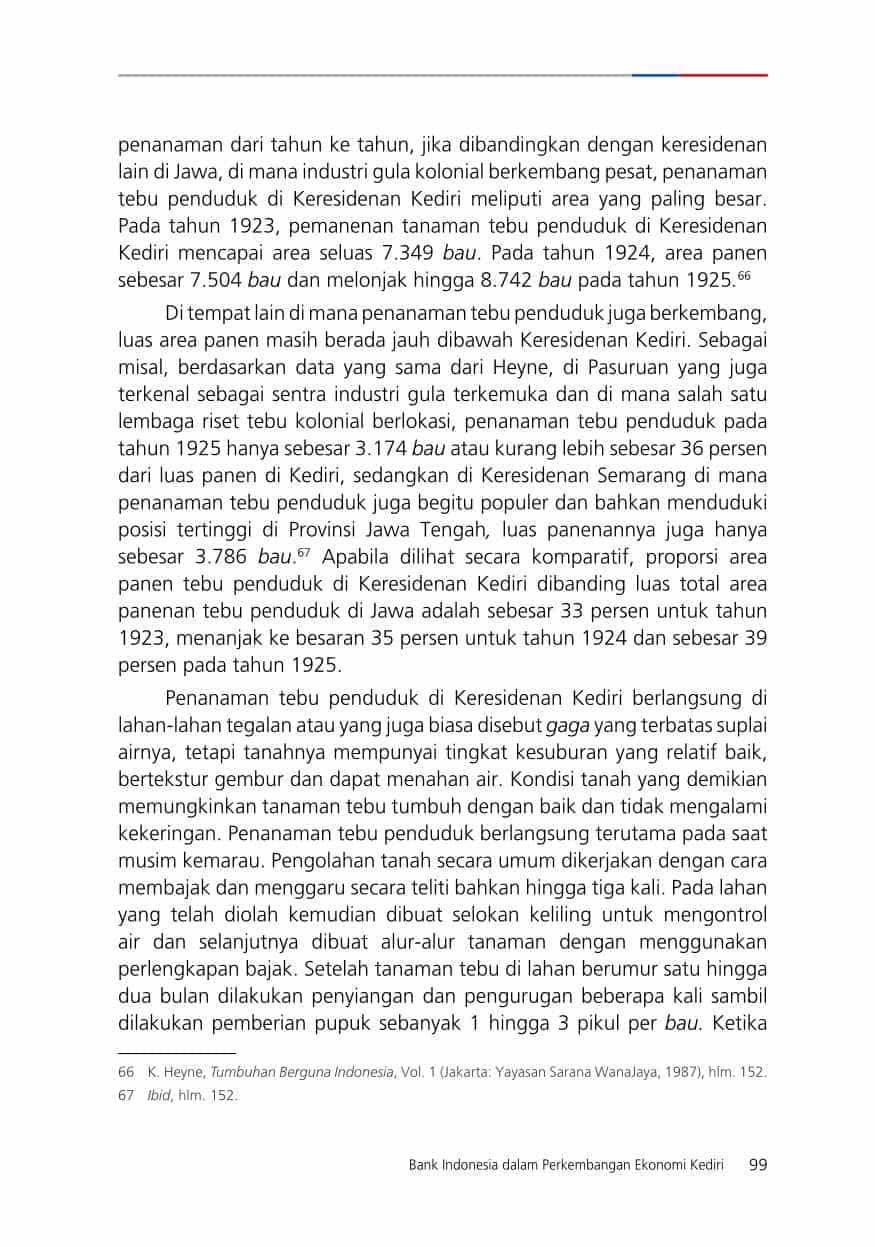 penanaman dari tahun ke tahun, jika dibandingkan dengan keresidenan
lain di Jawa, di mana industri gula kolonial berkembang pesat, penanaman
tebu penduduk di Keresidenan Kediri meliputi area yang paling besar.
Pada tahun 1923, pemanenan tanaman tebu penduduk di Keresidenan
Kediri mencapai area seluas 7.349 bau. Pada tahun 1924, area panen
sebesar 7.504 bau dan melonjak hingga 8.742 bau pada tahun 1925.66
Di tempat lain di mana penanaman tebu penduduk juga berkembang,
luas area panen masih berada jauh dibawah Keresidenan Kediri. Sebagai
misal, berdasarkan data yang sama dari Heyne, di Pasuruan yang juga
terkenal sebagai sentra industri gula terkemuka dan di mana salah satu
lembaga riset tebu kolonial berlokasi, penanaman tebu penduduk pada
tahun 1925 hanya sebesar 3.174 bau atau kurang lebih sebesar 36 persen
dari luas panen di Kediri, sedangkan di Keresidenan Semarang di mana
penanaman tebu penduduk juga begitu populer dan bahkan menduduki
posisi tertinggi di Provinsi Jawa Tengah, luas panenannya juga hanya
sebesar 3.786 bau.67 Apabila dilihat secara komparatif, proporsi area
panen tebu penduduk di Keresidenan Kediri dibanding luas total area
panenan tebu penduduk di Jawa adalah sebesar 33 persen untuk tahun
1923, menanjak ke besaran 35 persen untuk tahun 1924 dan sebesar 39
persen pada tahun 1925.
Penanaman tebu penduduk di Keresidenan Kediri berlangsung di
lahan-lahan tegalan atau yang juga biasa disebut gaga yang terbatas suplai
airnya, tetapi tanahnya mempunyai tingkat kesuburan yang relatif baik,
bertekstur gembur dan dapat menahan air. Kondisi tanah yang demikian
memungkinkan tanaman tebu tumbuh dengan baik dan tidak mengalami
kekeringan. Penanaman tebu penduduk berlangsung terutama pada saat
musim kemarau. Pengolahan tanah secara umum dikerjakan dengan cara
membajak dan menggaru secara teliti bahkan hingga tiga kali. Pada lahan
yang telah diolah kemudian dibuat selokan keliling untuk mengontrol
air dan selanjutnya dibuat alur-alur tanaman dengan menggunakan
perlengkapan bajak. Setelah tanaman tebu di lahan berumur satu hingga
dua bulan dilakukan penyiangan dan pengurugan beberapa kali sambil
dilakukan pemberian pupuk sebanyak 1 hingga 3 pikul per bau. Ketika
66 K. Heyne, Tumbuhan Berguna Indonesia, Vol. 1 (Jakarta: Yayasan Sarana WanaJaya, 1987), hlm. 152.
67 Ibid, hlm. 152.
Bank Indonesia dalam Perkembangan Ekonomi Kediri 99